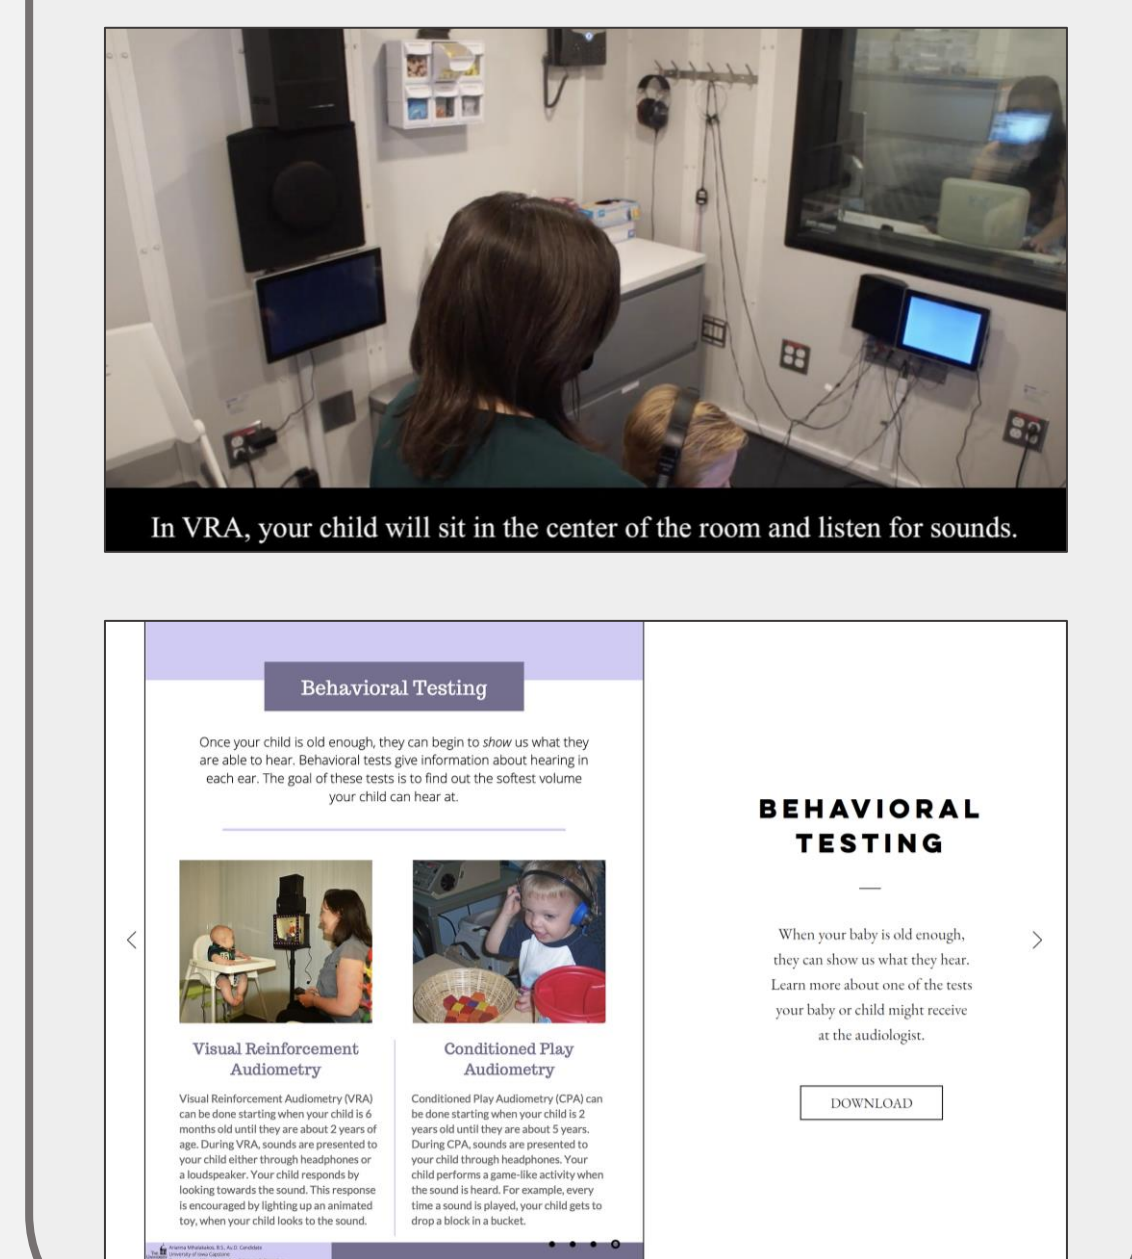 In VRA, your child will sit in the center of the room and listen for sounds.
Behavioral Testing
Once your child is old enough, they can begin to show us what they
are able to hear. Behavioral tests give information about hearing in
each ear. The goal of these tests is to find out the softest volume
your child can hear at.
Visual Reinforcement
Audiometry
Visual Reinforcement Audiometry (VRA)
can be done starting when your child is 6
months old until they are about 2 years of
age. During VRA, sounds are presented to
your child either through headphones or
a loudspeaker. Your child responds by
looking towards the sound. This response
is encouraged by lighting up an animated
toy, when your child looks to the sound.
Conditioned Play
Audiometry
Conditioned Play Audiometry (CPA) can
be done starting when your child is 2
years old until they are about 5 years.
During CPA, sounds are presented to
your child through headphones. Your
child performs a game-like activity when
the sound is heard. For example, every
time a sound is played, your child gets to
drop a block in a bucket.
B.S., Au.D. Candidate
University of Iowa Capstone
BEHAVIORAL
TESTING
When your baby is old enough,
they can show us what they hear.
Learn more about one of the tests
your baby or child might receive
at the audiologist.
DOWNLOAD